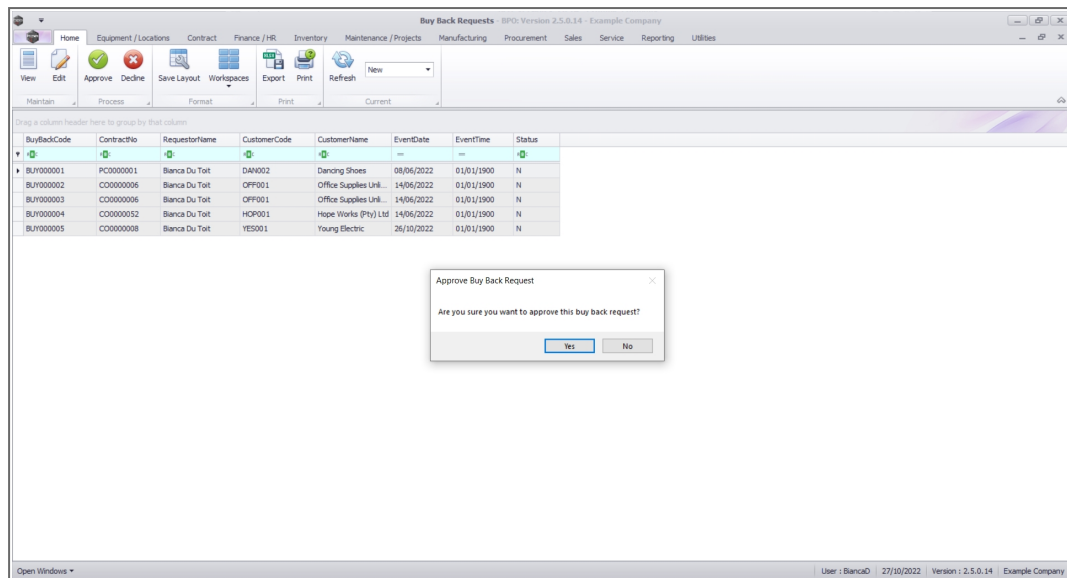 Buy Back Requests - BPO: Version 2.5.0.14 - Example Company
Home Equipment / Locations Contract Finance / HR Inventory Maintenance / Projects Manufacturing Procurement Sales Service Reporting Utilities
View Edit Approve Decline Save Layout Workspaces Export Print Refresh New
Maintain Process Format Print Current
Drag a column header here to group by that column
BuyBackCode ContractNo RequestorName CustomerCode CustomerName EventDate EventTime Status
BUY000001 PC0000001 Bianca Du Toit DAN002 Dancing Shoes 08/06/2022 01/01/1900 N
BUY000002 CO0000006 Bianca Du Toit OFF001 Office Supplies Unli... 14/06/2022 01/01/1900 N
BUY000003 CO0000006 Bianca Du Toit OFF001 Office Supplies Unli... 14/06/2022 01/01/1900 N
BUY000004 CO0000052 Bianca Du Toit HOP001 Hope Works (Pty) Ltd 14/06/2022 01/01/1900 N
BUY000005 CO0000008 Bianca Du Toit YES001 Young Electric 26/10/2022 01/01/1900 N
Approve Buy Back Request
Are you sure you want to approve this buy back request?
Yes No
Open Windows User : BiancaD 27/10/2022 Version : 2.5.0.14 Example Company